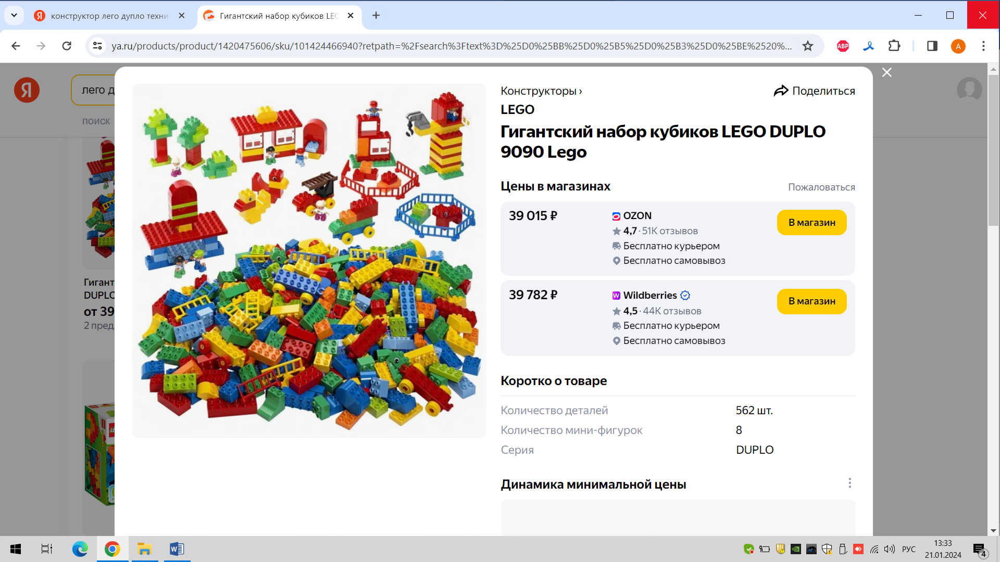 конструктор лего дупло техни
Гигантский набор кубиков LEG
ya.ru/products/product/1420475606/sku/101424466940?retpath=%2Fsearch%3Ftext%3D%25D0%25BB%25D0%25B5%25D0%25B3%25D0%25BE%2520%...
ABP
A
Я
лего д
поиск
Конструкторы ›
Поделиться
LEGO
Гигантский набор кубиков LEGO DUPLO
9090 Lego
Цены в магазинах
Пожаловаться
39 015 ₽
OZON
В магазин
4,7 · 51K отзывов
Бесплатно курьером
Бесплатно самовывоз
39 782 ₽
Wildberries
В магазин
4,5 · 44K отзывов
Бесплатно курьером
Бесплатно самовывоз
Гигант
DUPLO
от 39
2 пред
Коротко о товаре
Количество деталей
562 шт.
Количество мини-фигурок
8
Серия
DUPLO
Динамика минимальной цены
РУС
13:33
21.01.2024
4